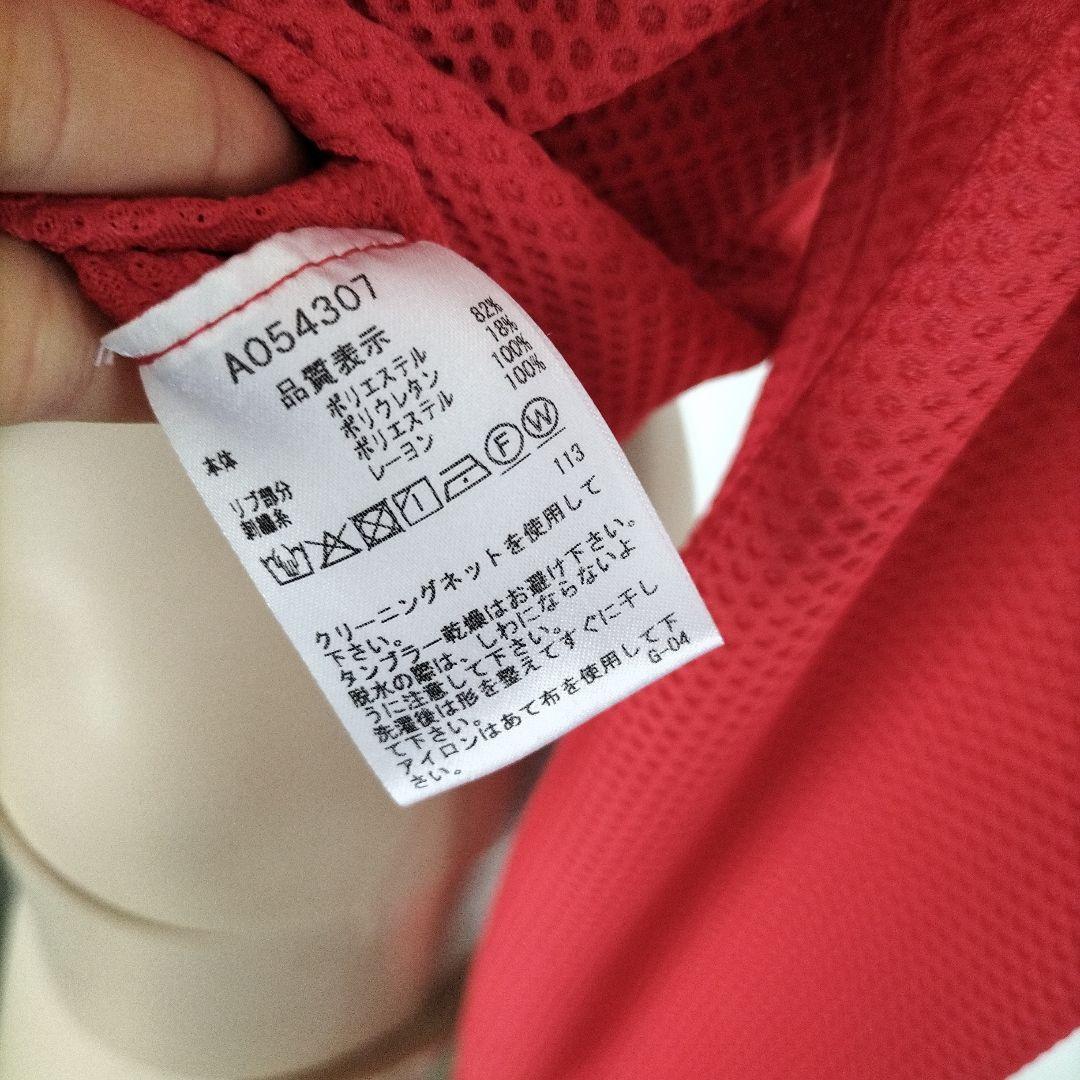 A054307
品質表示
本体 ポリエステル 82%
ポリウレタン 18%
リブ部分 ポリエステル 100%
刺繍糸 レーヨン 100%
F W
113
クリーニングネットを使用して
下さい。
タンブラー乾燥はお避け下さい。
脱水の際は、しわにならないよ
うに注意して下さい。
洗濯後は形を整えてすぐに干し
て下さい。
アイロンはあて布を使用して下
さい。
G-04